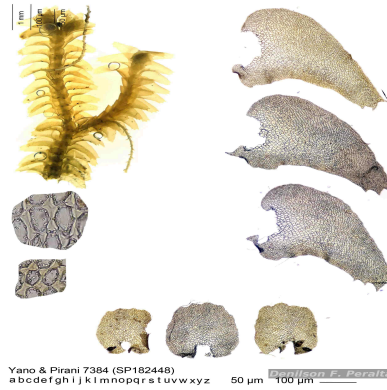 1 mm
Yano & Pirani 7384 (SP182448)
a b c d e f g h i j k l m n o p q r s t u v w x y z 50 µm 100 µm
Denilson F. Peralta